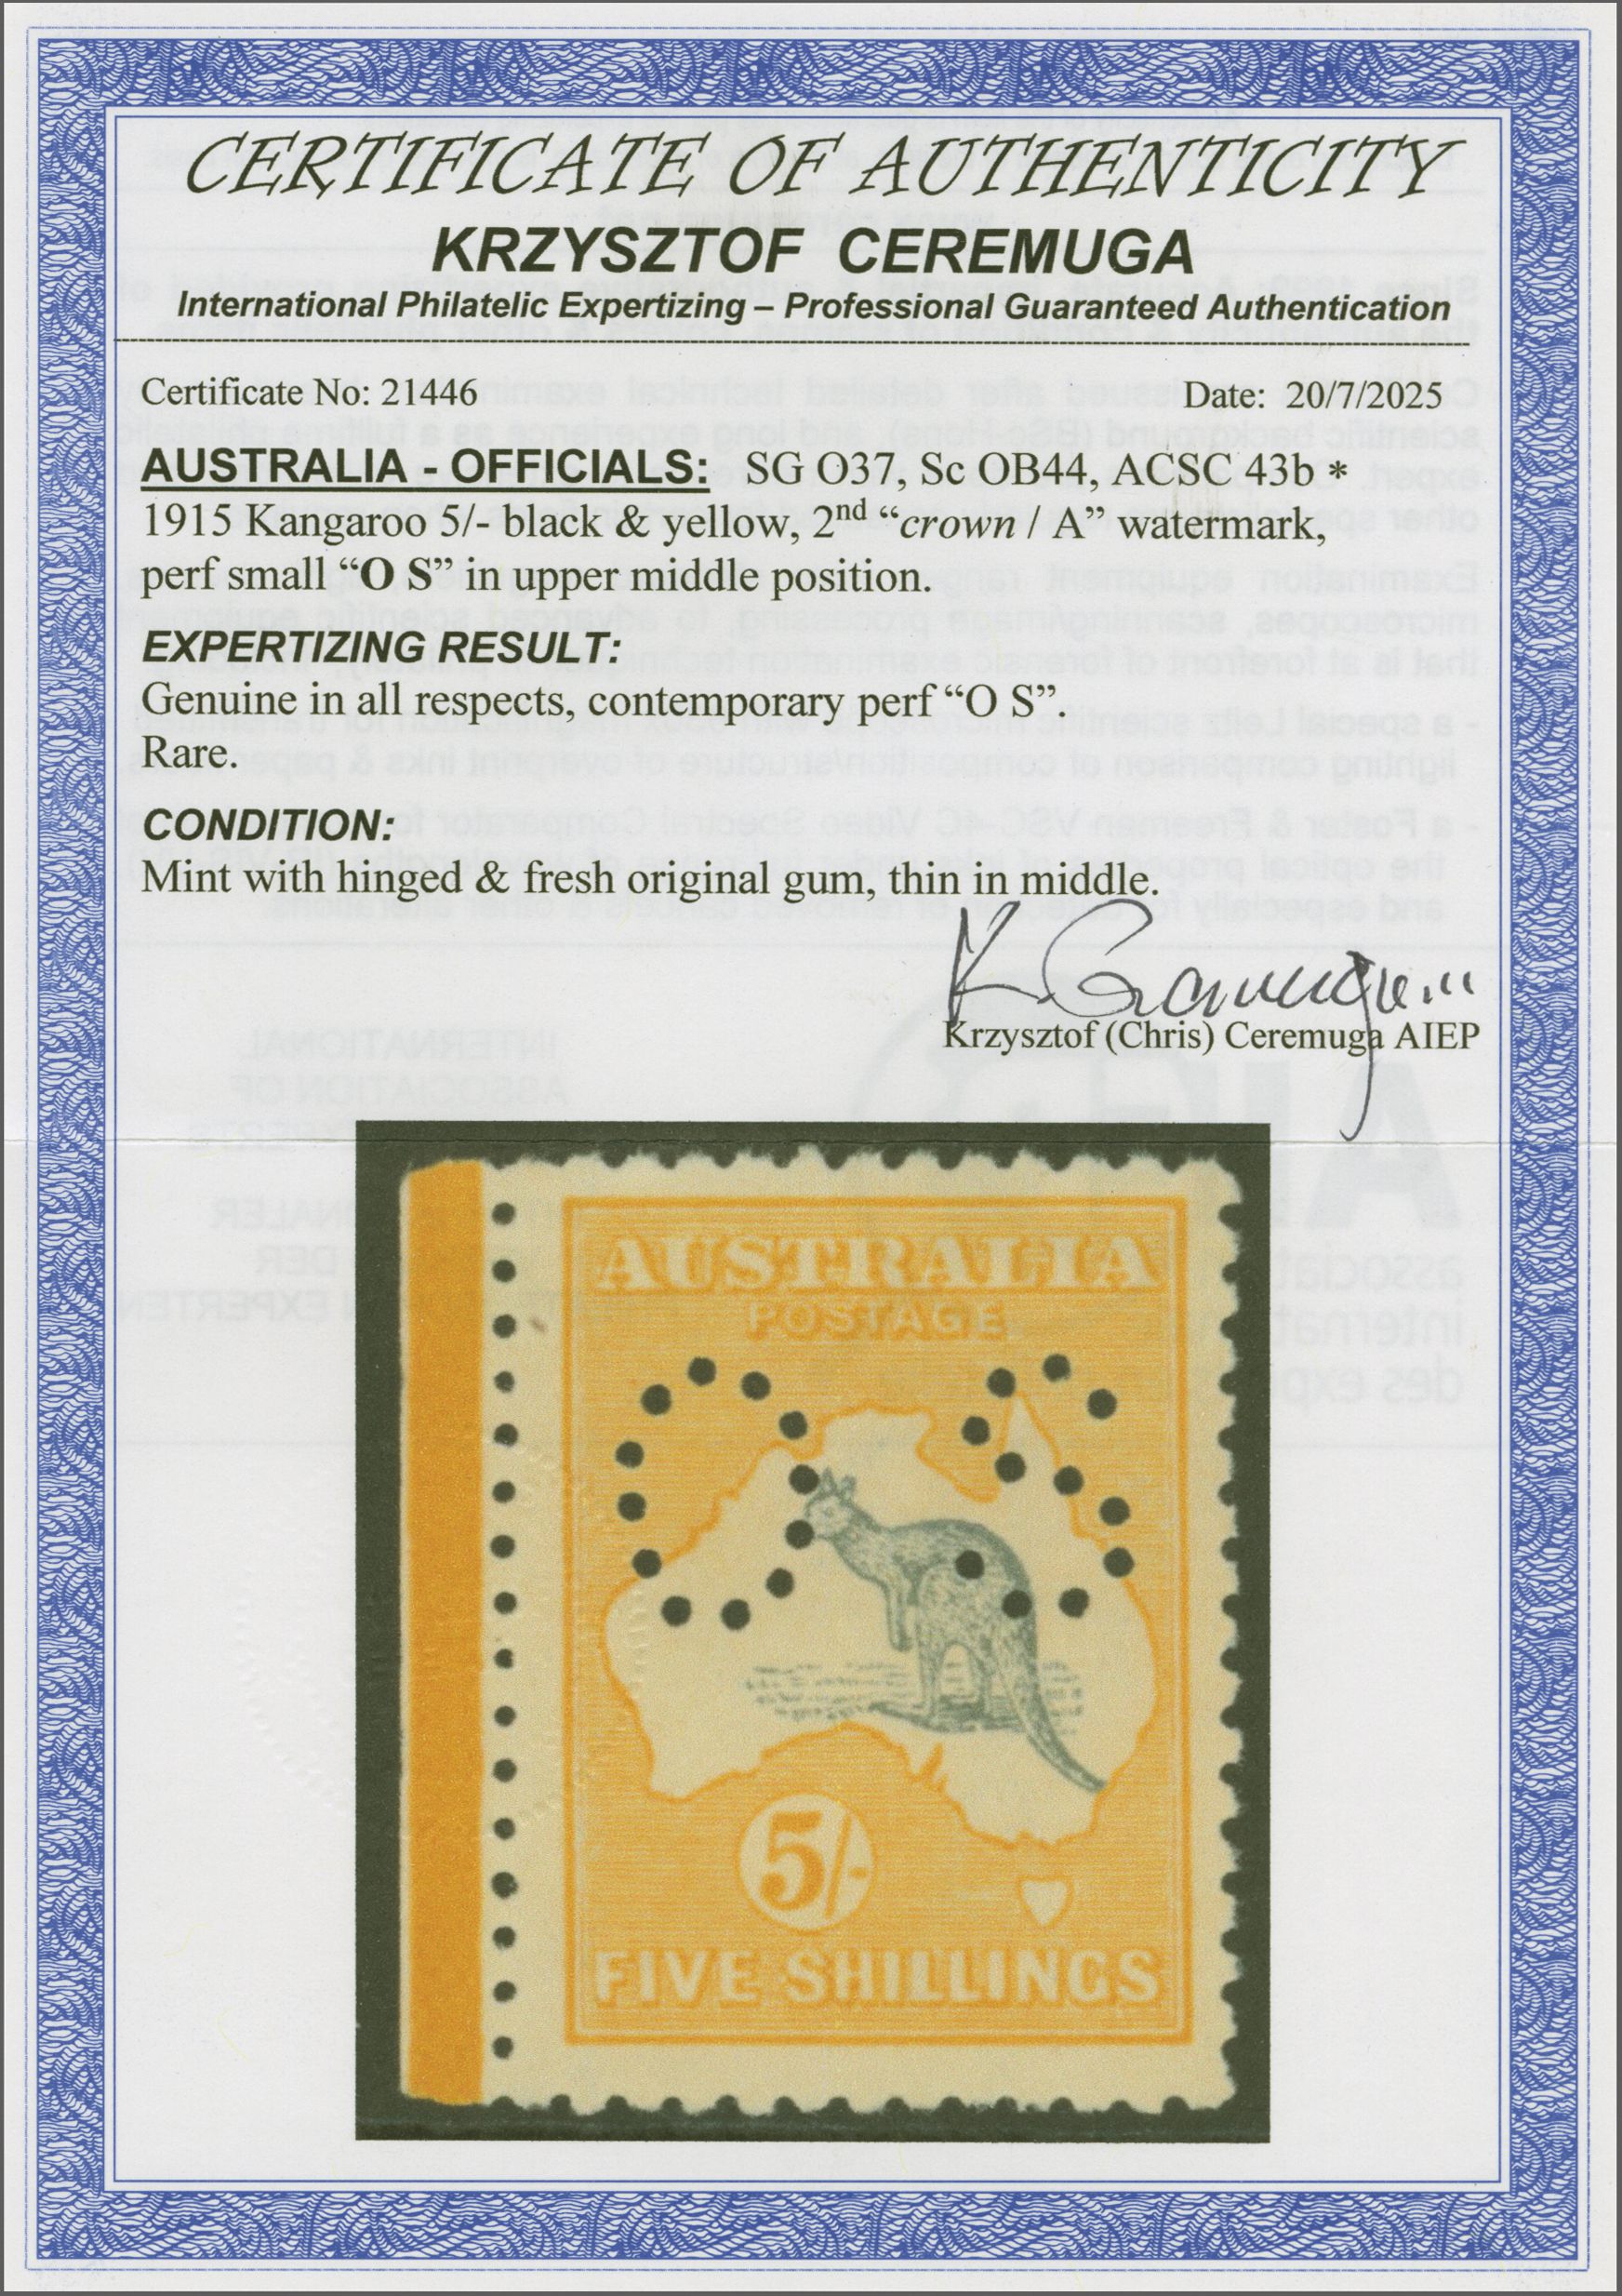 CERTIFICATE OF AUTHENTICITY
KRZYSZTOF CEREMUGA
International Philatelic Expertizing – Professional Guaranteed Authentication
Certificate No: 21446
Date: 20/7/2025
AUSTRALIA - OFFICIALS: SG O37, Sc OB44, ACSC 43b *
1915 Kangaroo 5/- black & yellow, 2nd “crown / A” watermark,
perf small “O S” in upper middle position.
EXPERTIZING RESULT:
Genuine in all respects, contemporary perf “O S”.
Rare.
CONDITION:
Mint with hinged & fresh original gum, thin in middle.
Krzysztof (Chris) Ceremuga AIEP
AUSTRALIA
POSTAGE
OS
5/-
FIVE SHILLINGS